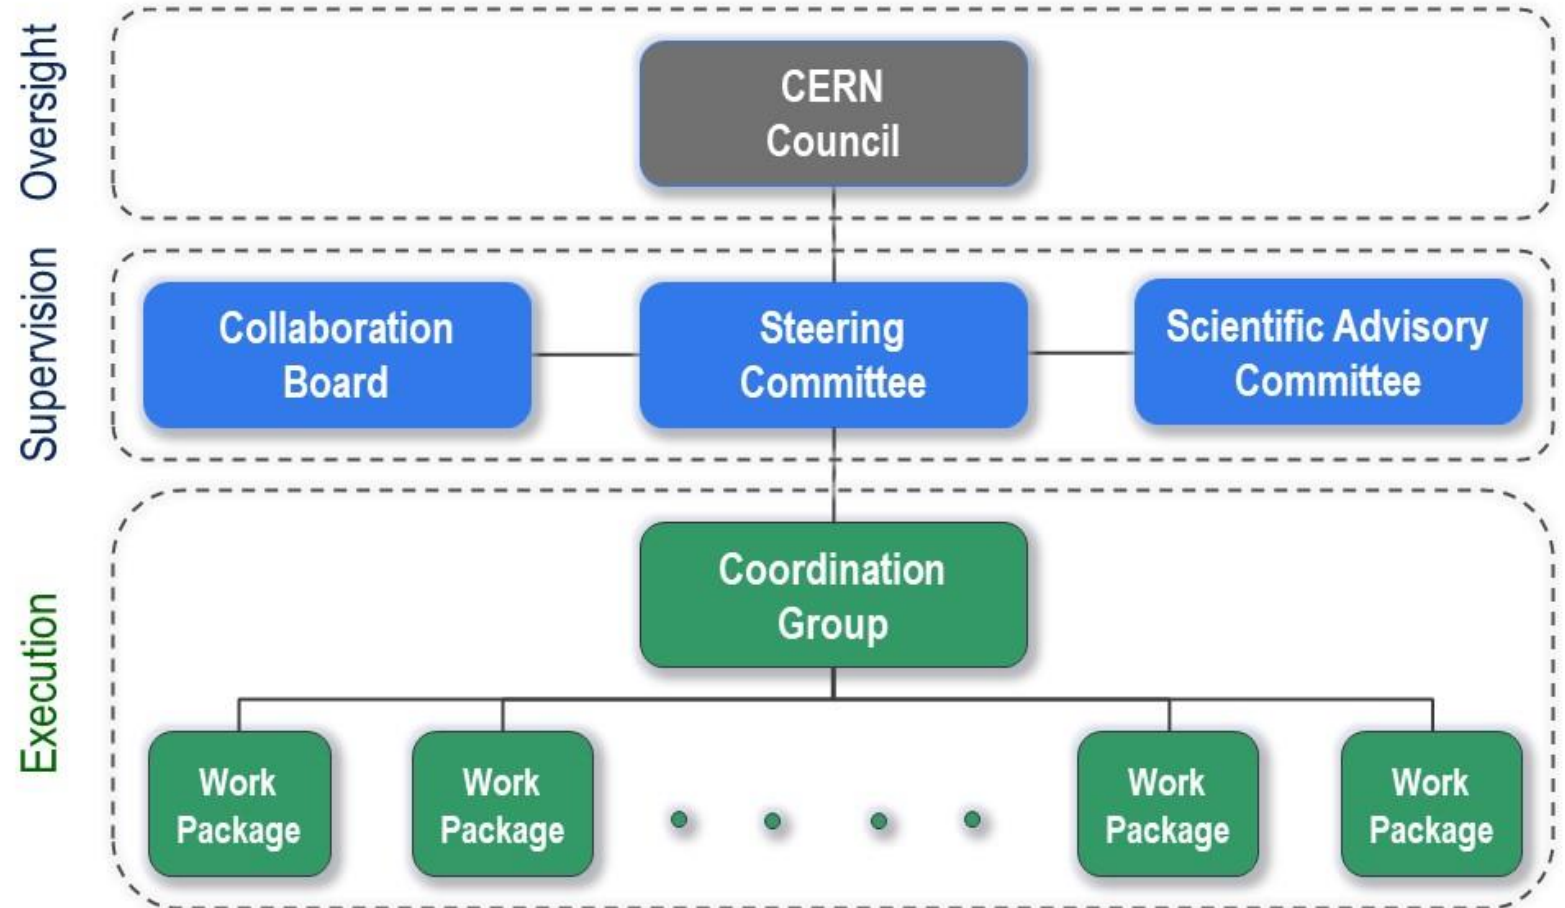 Oversight
CERN
Council
Supervision
Collaboration
Board
Steering
Committee
Scientific Advisory
Committee
Execution
Coordination
Group
Work
Package
Work
Package
Work
Package
Work
Package